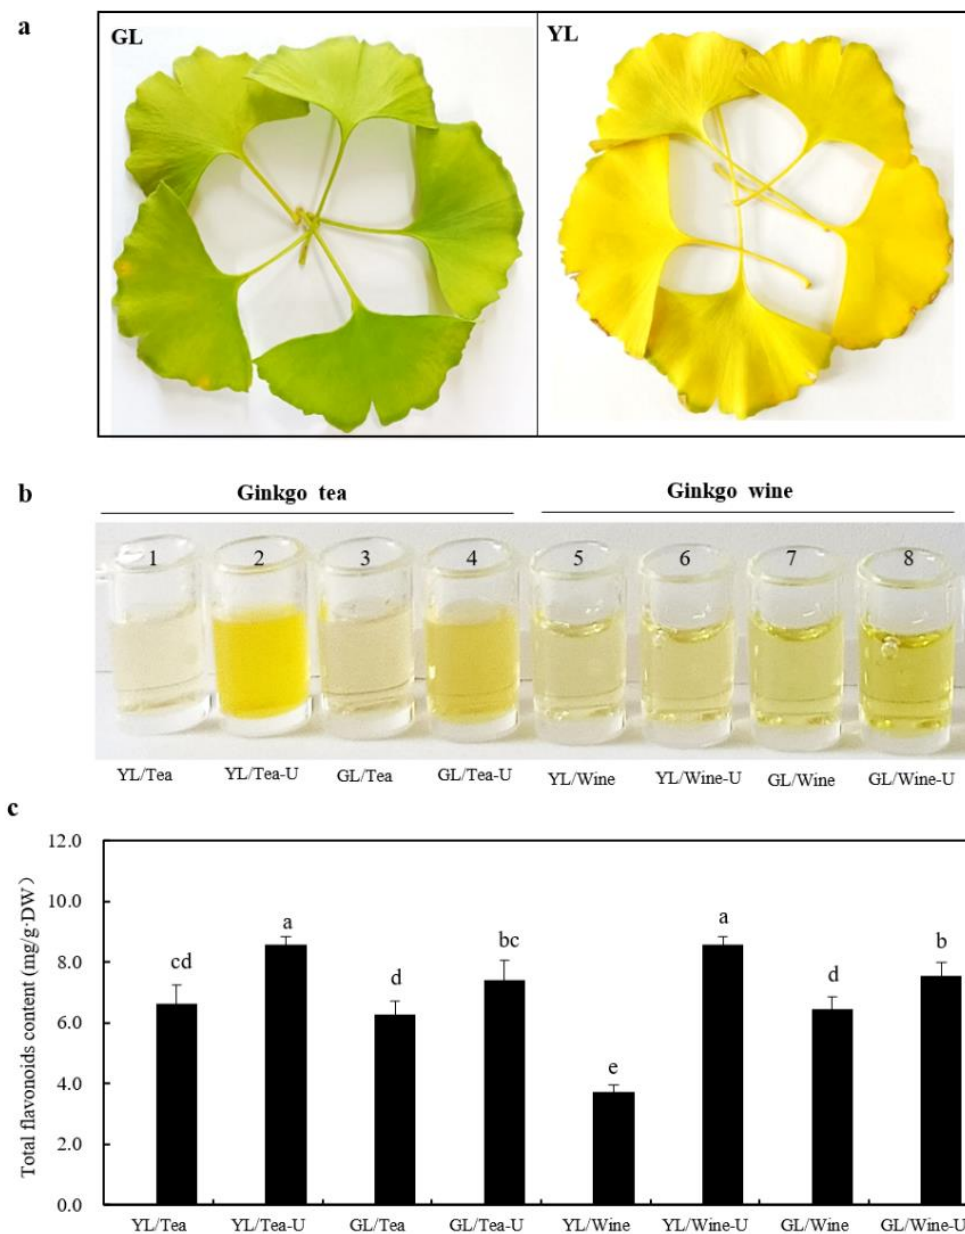 a
GL
YL
b
Ginkgo tea
Ginkgo wine
1 2 3 4 5 6 7 8
YL/Tea YL/Tea-U GL/Tea GL/Tea-U YL/Wine YL/Wine-U GL/Wine GL/Wine-U
c
Total flavonoids content (mg/g·DW)
12.0
10.0
8.0
6.0
4.0
2.0
0.0
cd a d bc e a d b
YL/Tea YL/Tea-U GL/Tea GL/Tea-U YL/Wine YL/Wine-U GL/Wine GL/Wine-U